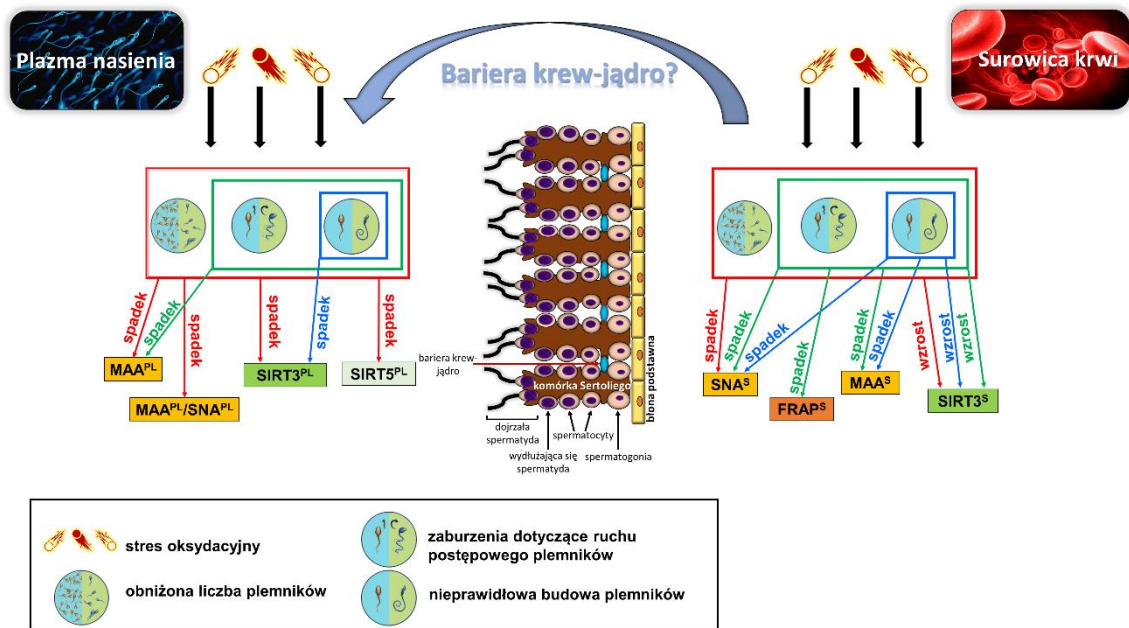 Plazma nasienia
Bariera krew-jądro?
Surowica krwi
spadek
spadek
spadek
spadek
spadek
spadek
MAA^PL
MAA^PL/SNA^PL
SIRT3^PL
SIRT5^PL
bariera krew-
jądro
komórka Sertoliego
błona podstawna
dojrzała
spermatyda
wydłużająca się
spermatyda
spermatocyty
spermatogonia
spadek
spadek
spadek
spadek
spadek
spadek
wzrost
wzrost
wzrost
SNA^S
FRAP^S
MAA^S
SIRT3^S
stres oksydacyjny
obniżona liczba plemników
zaburzenia dotyczące ruchu
postępowego plemników
nieprawidłowa budowa plemników